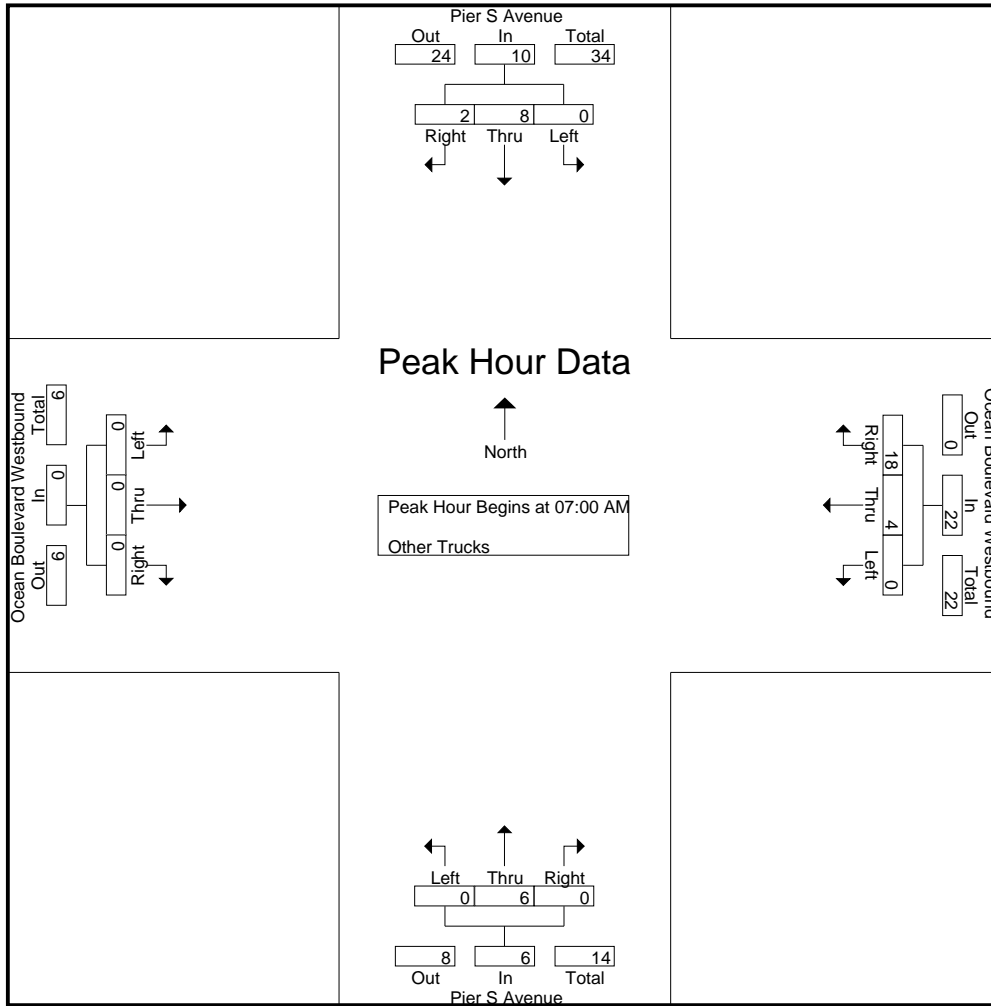 Pier S Avenue
Out In Total
24 10 34
2 8 0
Right Thru Left
Peak Hour Data
North
Peak Hour Begins at 07:00 AM
Other Trucks
Ocean Boulevard Westbound
Total In Out
6 0 6
0 0 0
Left Thru Right
Ocean Boulevard Westbound
Out In Total
0 22 22
18 4 0
Right Thru Left
Left Thru Right
0 6 0
8 6 14
Out In Total
Pier S Avenue